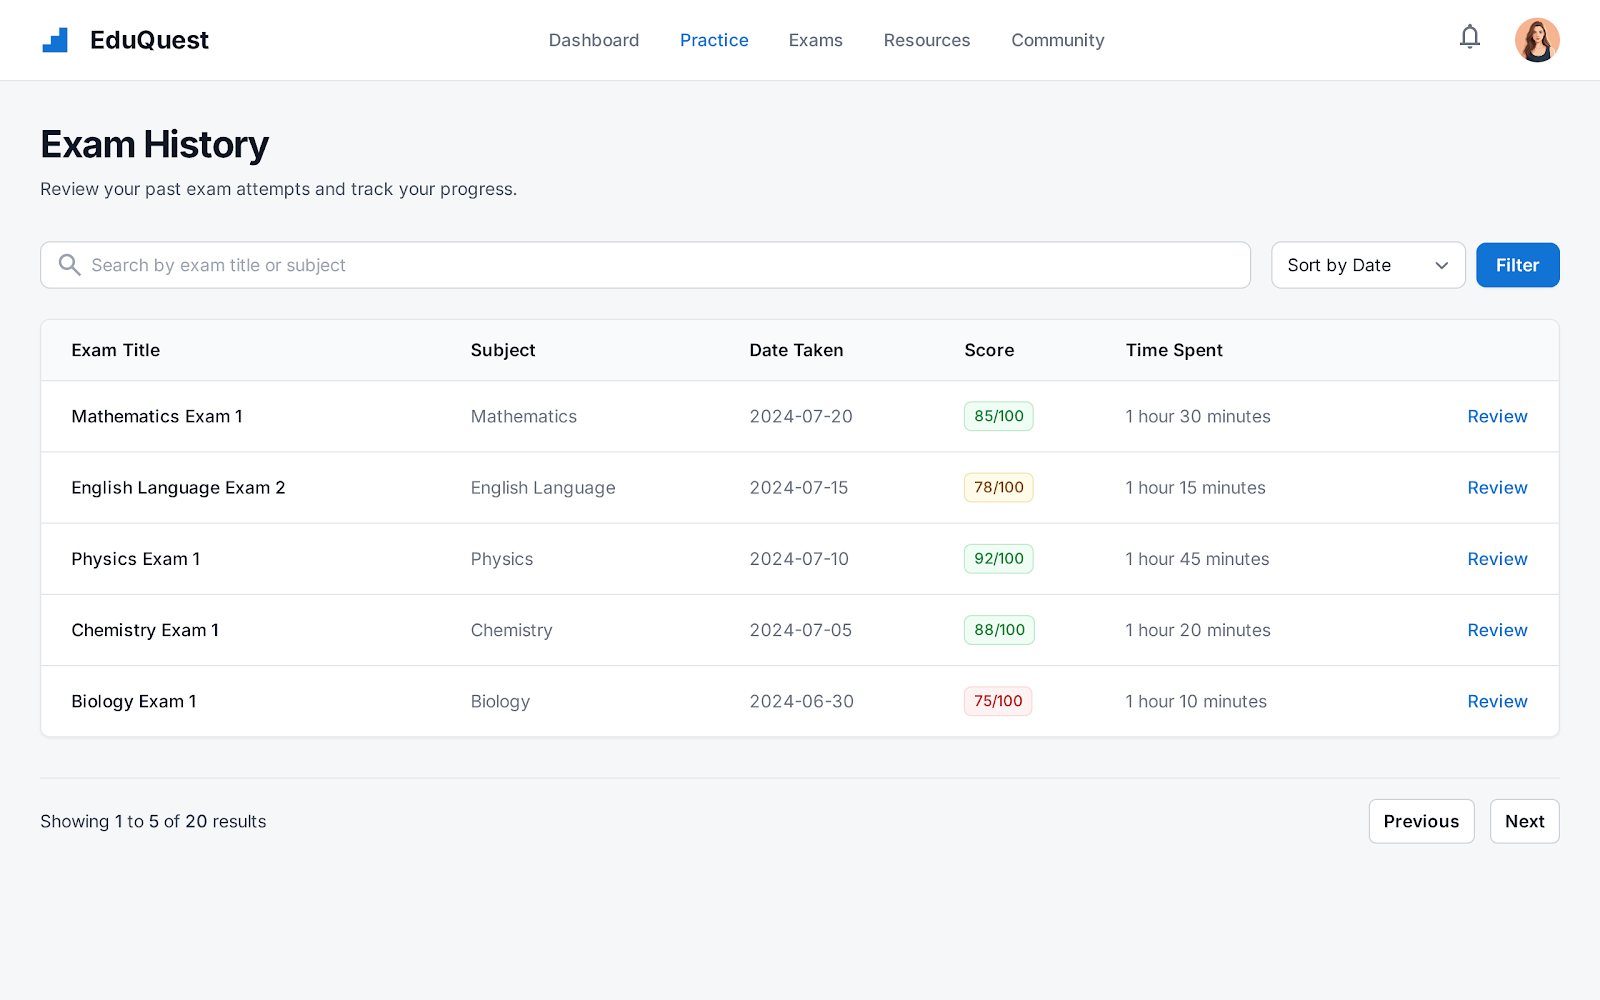 EduQuest
Dashboard Practice Exams Resources Community
Exam History
Review your past exam attempts and track your progress.
Search by exam title or subject Sort by Date Filter
Exam Title Subject Date Taken Score Time Spent
Mathematics Exam 1 Mathematics 2024-07-20 85/100 1 hour 30 minutes Review
English Language Exam 2 English Language 2024-07-15 78/100 1 hour 15 minutes Review
Physics Exam 1 Physics 2024-07-10 92/100 1 hour 45 minutes Review
Chemistry Exam 1 Chemistry 2024-07-05 88/100 1 hour 20 minutes Review
Biology Exam 1 Biology 2024-06-30 75/100 1 hour 10 minutes Review
Showing 1 to 5 of 20 results Previous Next